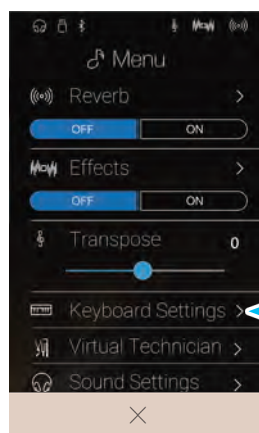 Menu
Reverb
OFF ON
Effects
OFF ON
Transpose 0
Keyboard Settings
Virtual Technician
Sound Settings